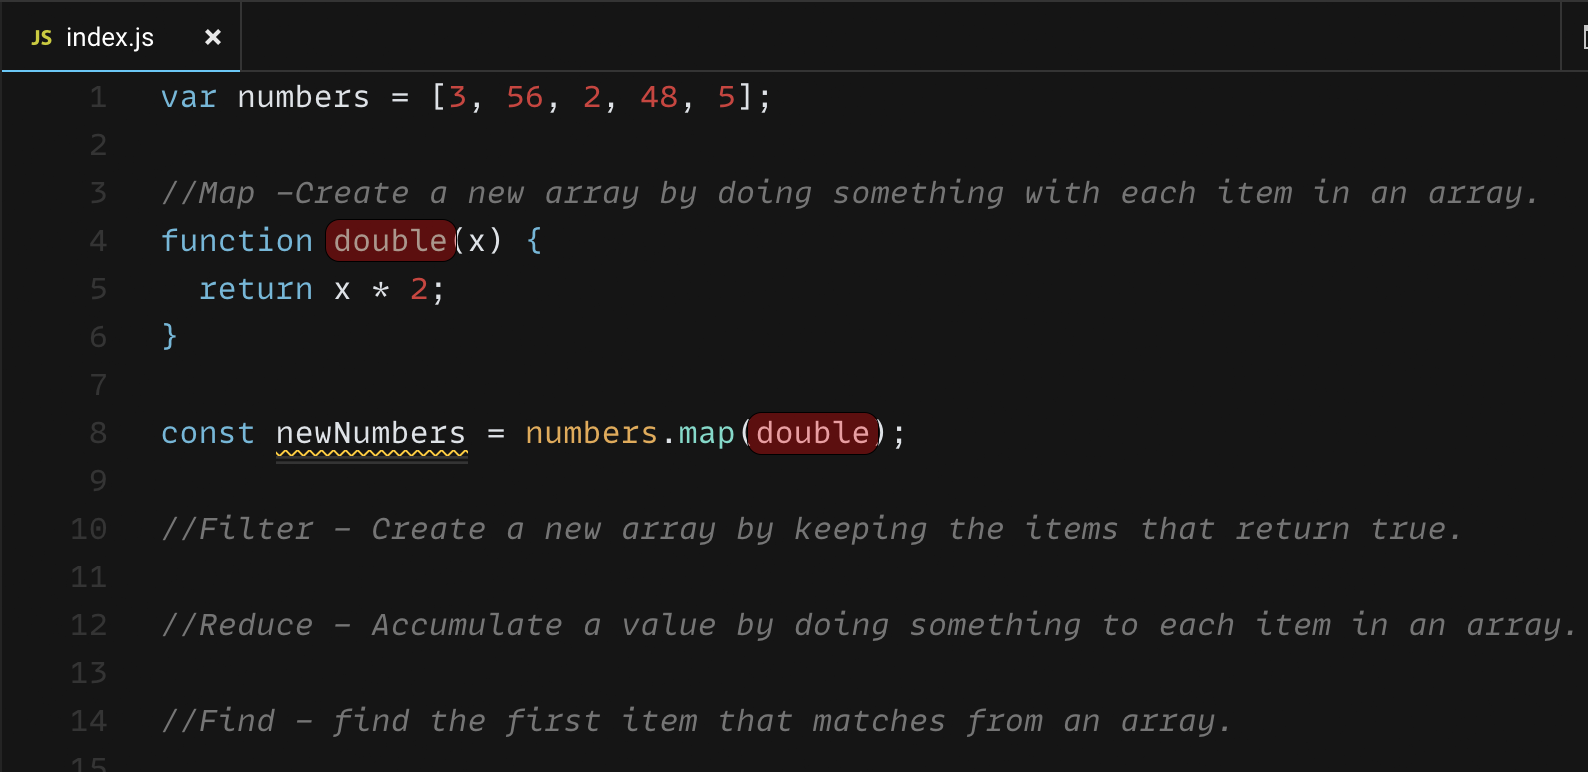 JS index.js ×
1 var numbers = [3, 56, 2, 48, 5];
2
3 //Map -Create a new array by doing something with each item in an array.
4 function double(x) {
5   return x * 2;
6 }
7
8 const newNumbers = numbers.map(double);
9
10 //Filter - Create a new array by keeping the items that return true.
11
12 //Reduce - Accumulate a value by doing something to each item in an array.
13
14 //Find - find the first item that matches from an array.
15